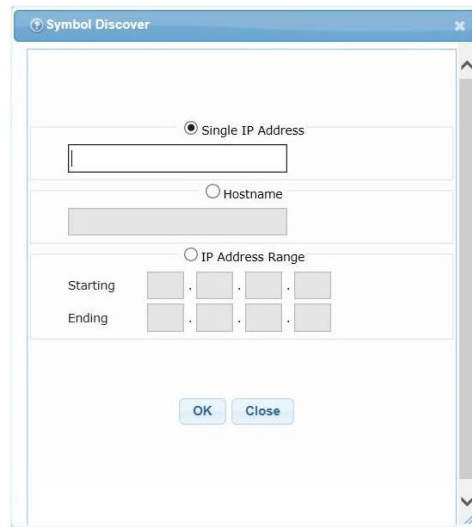 Symbol Discover
Single IP Address
Hostname
IP Address Range
Starting . . .
Ending . . .
OK Close